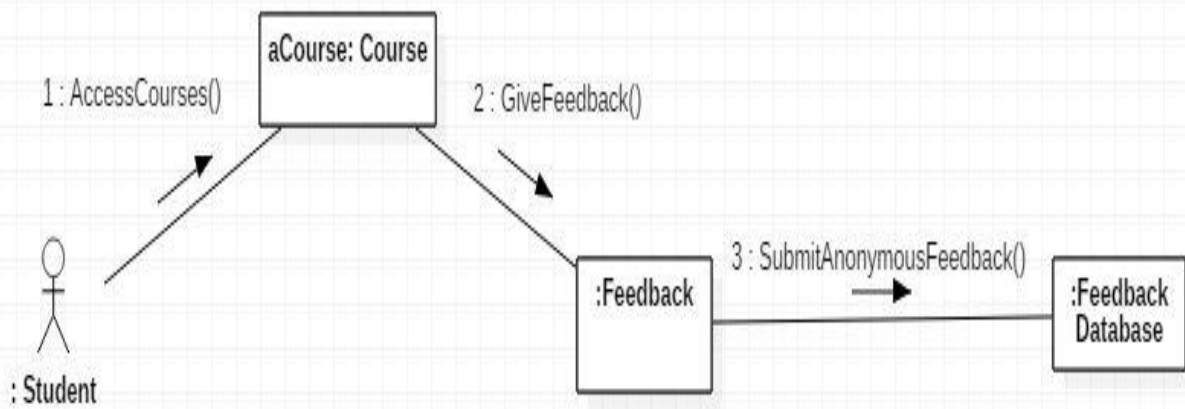 aCourse: Course
1 : AccessCourses()
2 : GiveFeedback()
3 : SubmitAnonymousFeedback()
:Feedback
:Feedback
Database
: Student